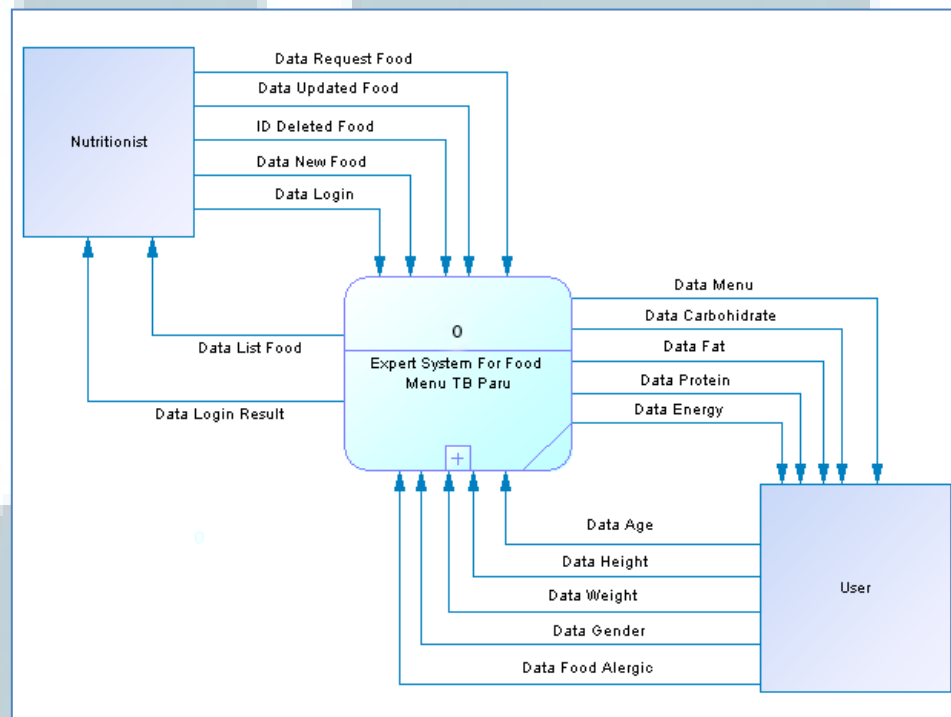 Data Request Food
Data Updated Food
ID Deleted Food
Data New Food
Data Login
Nutritionist
Data List Food
Data Login Result
0
Expert System For Food
Menu TB Paru
Data Menu
Data Carbohidrate
Data Fat
Data Protein
Data Energy
Data Age
Data Height
Data Weight
Data Gender
Data Food Alergic
User